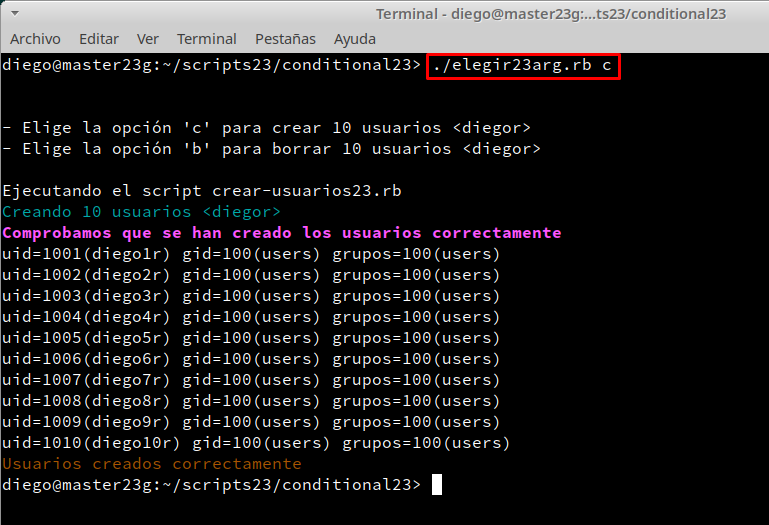 Terminal - diego@master23g:...ts23/conditional23
Archivo Editar Ver Terminal Pestañas Ayuda
diego@master23g:~/scripts23/conditional23> ./elegir23arg.rb c
- Elige la opción 'c' para crear 10 usuarios <diegor>
- Elige la opción 'b' para borrar 10 usuarios <diegor>
Ejecutando el script crear-usuarios23.rb
Creando 10 usuarios <diegor>
Comprobamos que se han creado los usuarios correctamente
uid=1001(diego1r) gid=100(users) grupos=100(users)
uid=1002(diego2r) gid=100(users) grupos=100(users)
uid=1003(diego3r) gid=100(users) grupos=100(users)
uid=1004(diego4r) gid=100(users) grupos=100(users)
uid=1005(diego5r) gid=100(users) grupos=100(users)
uid=1006(diego6r) gid=100(users) grupos=100(users)
uid=1007(diego7r) gid=100(users) grupos=100(users)
uid=1008(diego8r) gid=100(users) grupos=100(users)
uid=1009(diego9r) gid=100(users) grupos=100(users)
uid=1010(diego10r) gid=100(users) grupos=100(users)
Usuarios creados correctamente
diego@master23g:~/scripts23/conditional23>